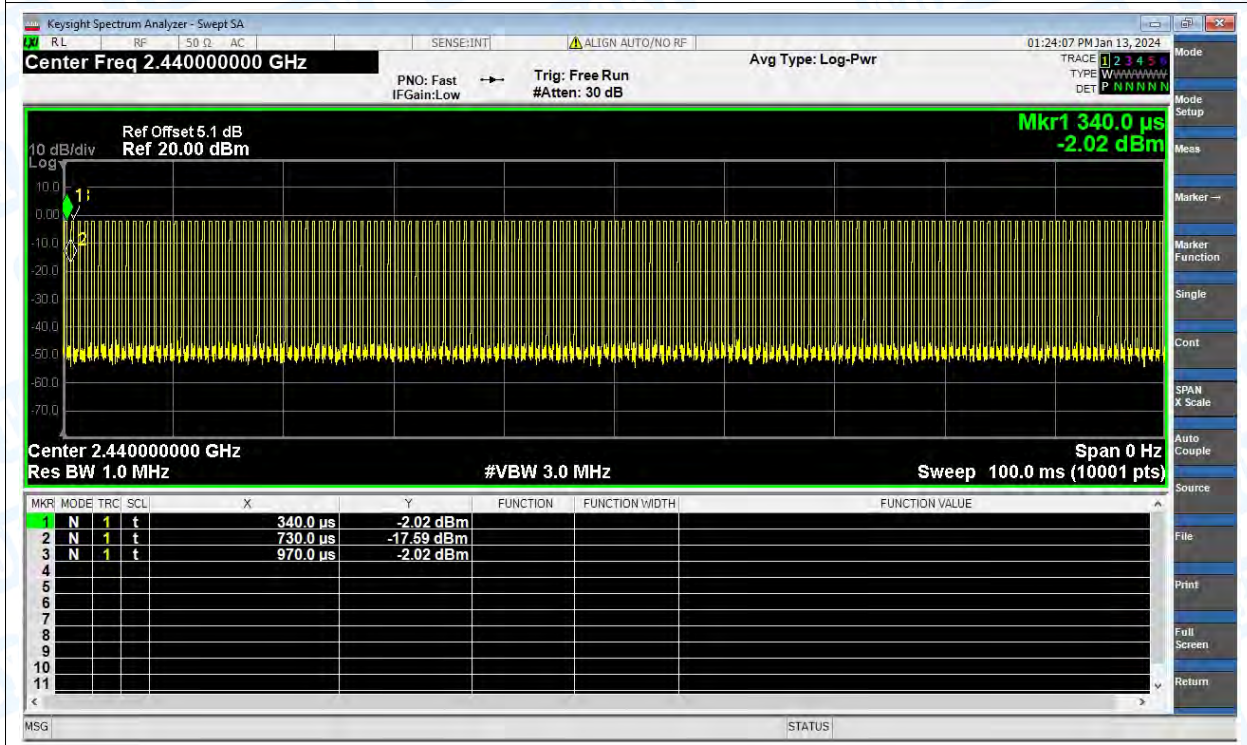 Keysight Spectrum Analyzer - Swept SA
RL RF 50 Ω AC SENSE:INT ALIGN AUTO/NO RF 01:24:07 PM Jan 13, 2024
Center Freq 2.440000000 GHz
PNO: Fast
IFGain:Low
Trig: Free Run
#Atten: 30 dB
Avg Type: Log-Pwr
TRACE 1 2 3 4 5 6
TYPE WWWWWW
DET P N N N N N
Ref Offset 5.1 dB
10 dB/div Ref 20.00 dBm
Log
Mkr1 340.0 µs
-2.02 dBm
10.0
0.00
-10.0
-20.0
-30.0
-40.0
-50.0
-60.0
-70.0
1
2
Center 2.440000000 GHz Span 0 Hz
Res BW 1.0 MHz #VBW 3.0 MHz Sweep 100.0 ms (10001 pts)
MKR MODE TRC SCL X Y FUNCTION FUNCTION WIDTH FUNCTION VALUE
1 N 1 t 340.0 µs -2.02 dBm
2 N 1 t 730.0 µs -17.59 dBm
3 N 1 t 970.0 µs -2.02 dBm
4
5
6
7
8
9
10
11
MSG STATUS
Mode
Mode
Setup
Meas
Marker →
Marker
Function
Single
Cont
SPAN
X Scale
Auto
Couple
Source
File
Print
Full
Screen
Return